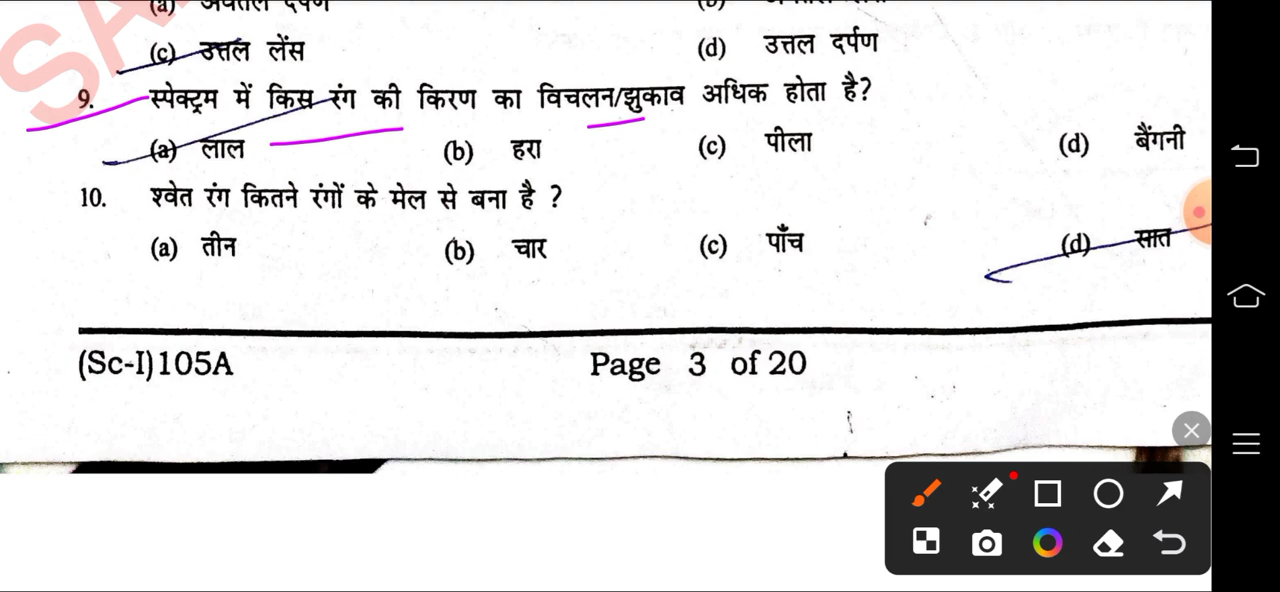 (c) उत्तल लेंस (d) उत्तल दर्पण
9. स्पेक्ट्रम में किस रंग की किरण का विचलन/झुकाव अधिक होता है?
(a) लाल (b) हरा (c) पीला (d) बैंगनी
10. श्वेत रंग कितने रंगों के मेल से बना है ?
(a) तीन (b) चार (c) पाँच (d) सात
(Sc-I)105A Page 3 of 20